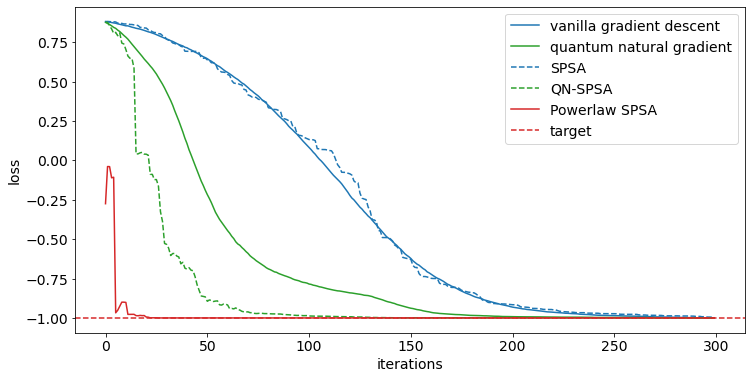 vanilla gradient descent
quantum natural gradient
SPSA
QN-SPSA
Powerlaw SPSA
target
loss
0.75
0.50
0.25
0.00
−0.25
−0.50
−0.75
−1.00
0 50 100 150 200 250 300
iterations